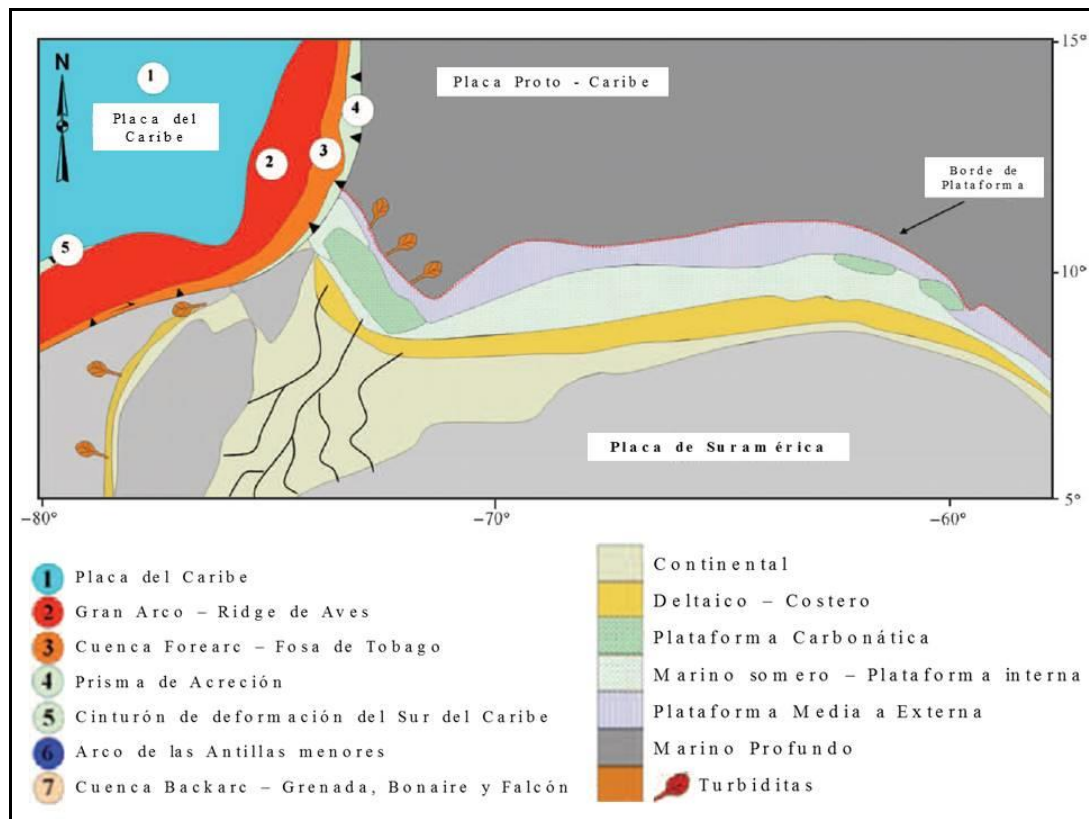 N
1
Placa del
Caribe
2
3
4
5
Placa Proto - Caribe
Borde de
Plataforma
Placa de Suramérica
15°
10°
5°
-80°
-70°
-60°
1 Placa del Caribe
2 Gran Arco – Ridge de Aves
3 Cuenca Forearc – Fosa de Tobago
4 Prisma de Acreción
5 Cinturón de deformación del Sur del Caribe
6 Arco de las Antillas menores
7 Cuenca Backarc – Grenada, Bonaire y Falcón
Continental
Deltaico – Costero
Plataforma Carbonática
Marino somero – Plataforma interna
Plataforma Media a Externa
Marino Profundo
Turbiditas